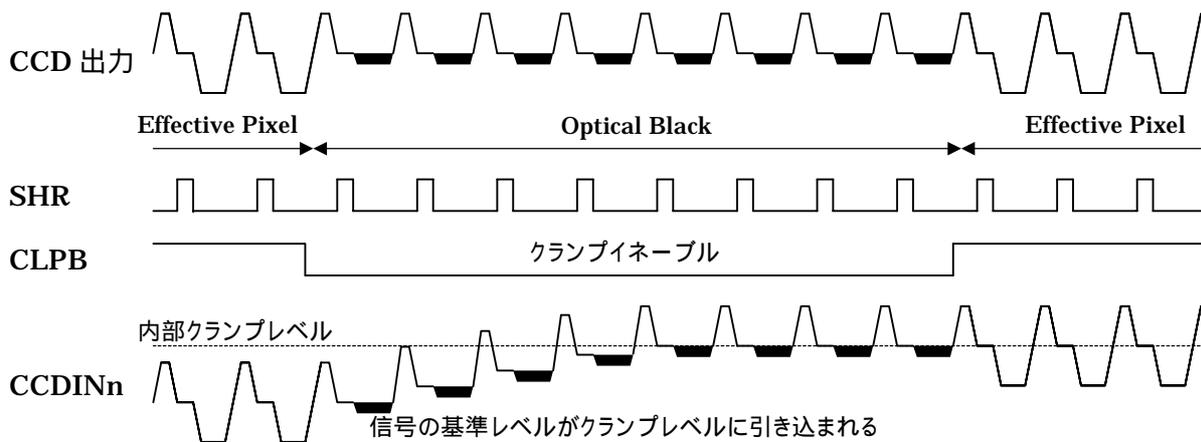 CCD 出力
Effective Pixel
Optical Black
Effective Pixel
SHR
CLPB
クランプイネーブル
内部クランプレベル
CCDINn
信号の基準レベルがクランプレベルに引き込まれる